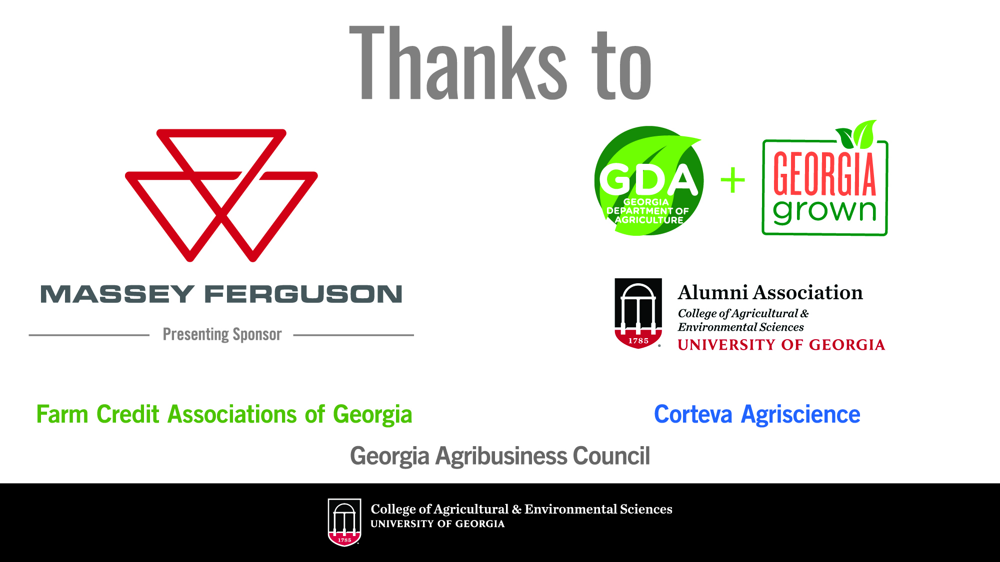 Thanks to
MASSEY FERGUSON
Presenting Sponsor
GDA
GEORGIA
DEPARTMENT OF
AGRICULTURE
+
GEORGIA
grown
1785
®
Alumni Association
College of Agricultural &
Environmental Sciences
UNIVERSITY OF GEORGIA
Farm Credit Associations of Georgia
Corteva Agriscience
Georgia Agribusiness Council
1785
College of Agricultural & Environmental Sciences
UNIVERSITY OF GEORGIA